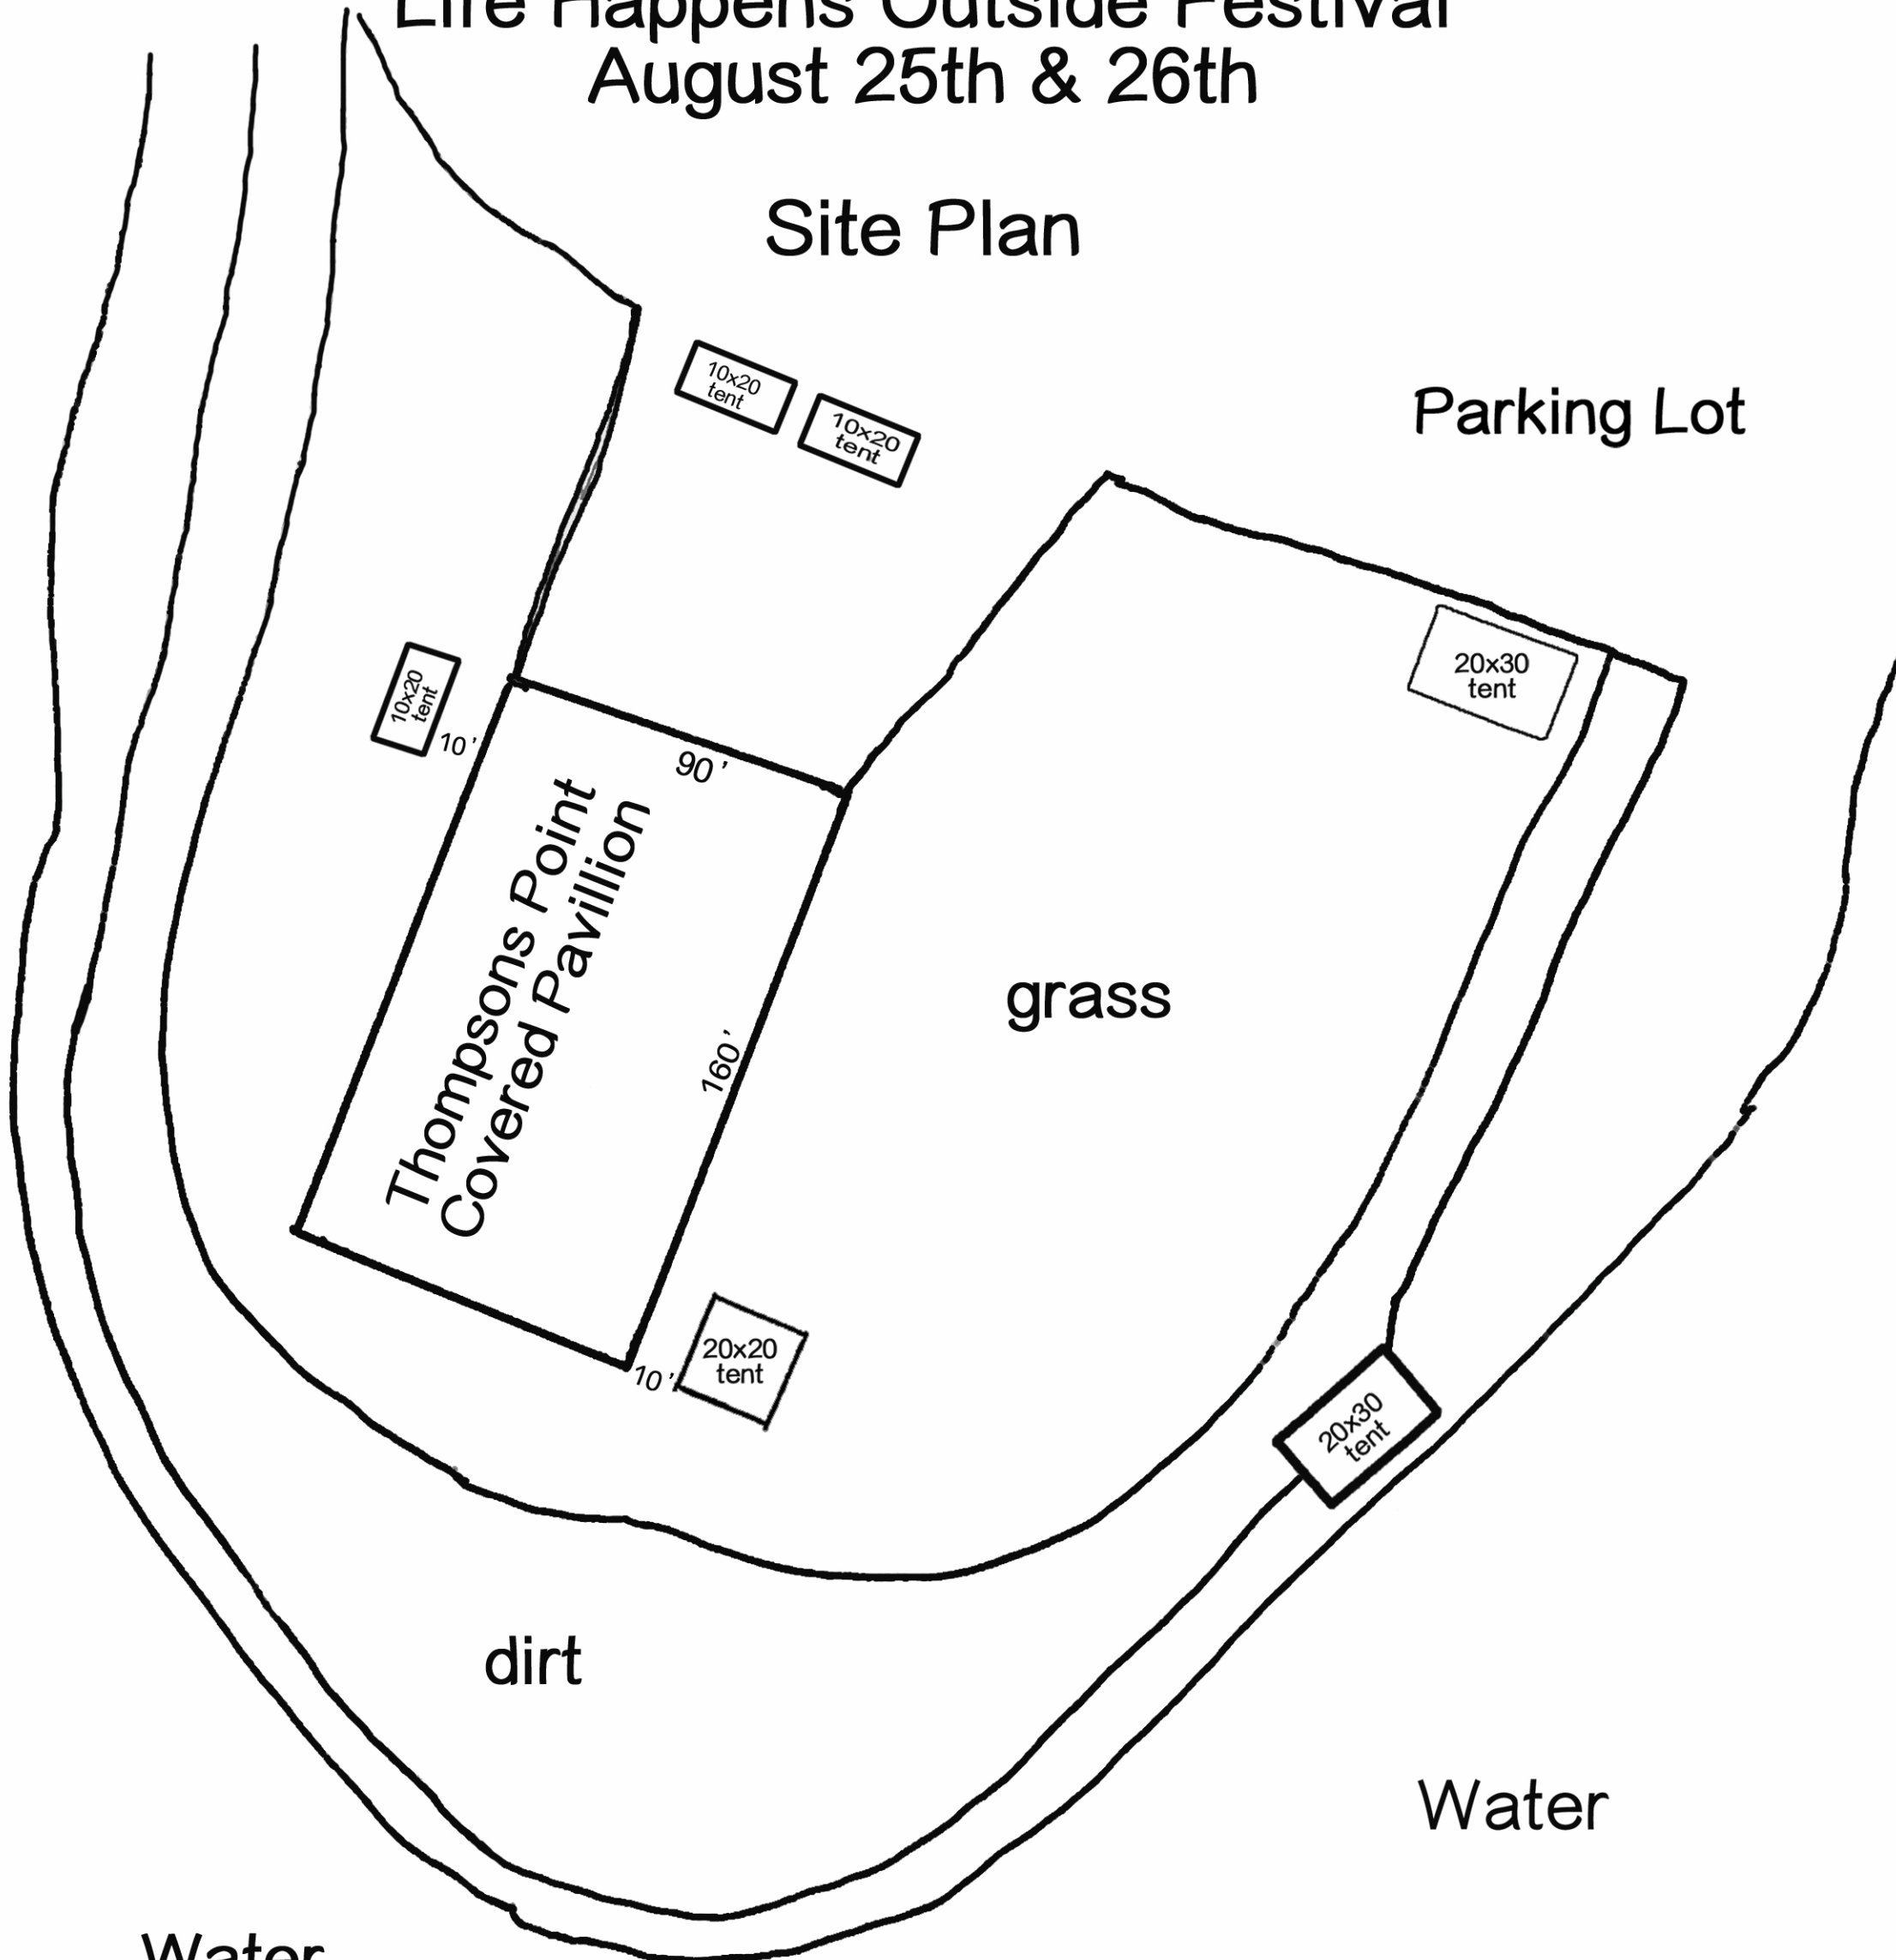 Life Happens Outside Festival
August 25th & 26th
Site Plan
10x20
tent
10x20
tent
Parking Lot
20x30
tent
10x20
tent
10'
90'
Thompsons Point
Covered Pavillion
160'
grass
20x20
tent
10'
20x30
tent
dirt
Water
Water